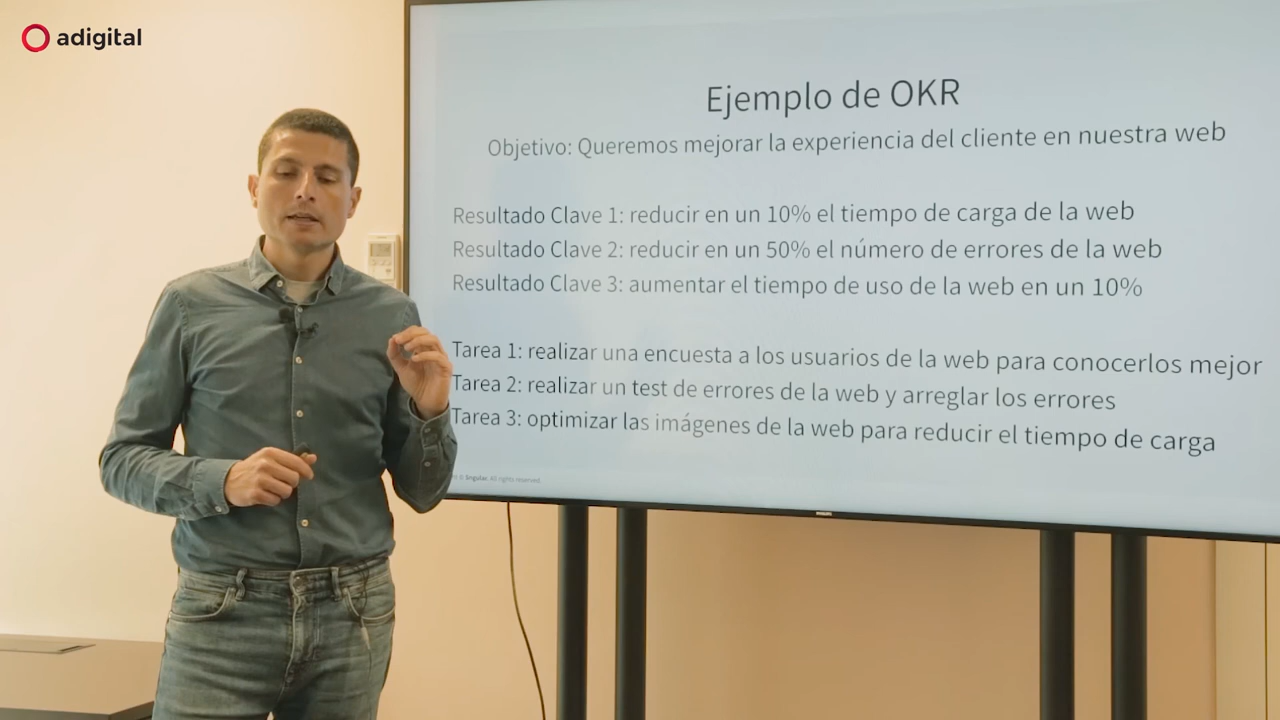 adigital
Ejemplo de OKR
Objetivo: Queremos mejorar la experiencia del cliente en nuestra web
Resultado Clave 1: reducir en un 10% el tiempo de carga de la web
Resultado Clave 2: reducir en un 50% el número de errores de la web
Resultado Clave 3: aumentar el tiempo de uso de la web en un 10%
Tarea 1: realizar una encuesta a los usuarios de la web para conocerlos mejor
Tarea 2: realizar un test de errores de la web y arreglar los errores
Tarea 3: optimizar las imágenes de la web para reducir el tiempo de carga
© Sngular. All rights reserved.